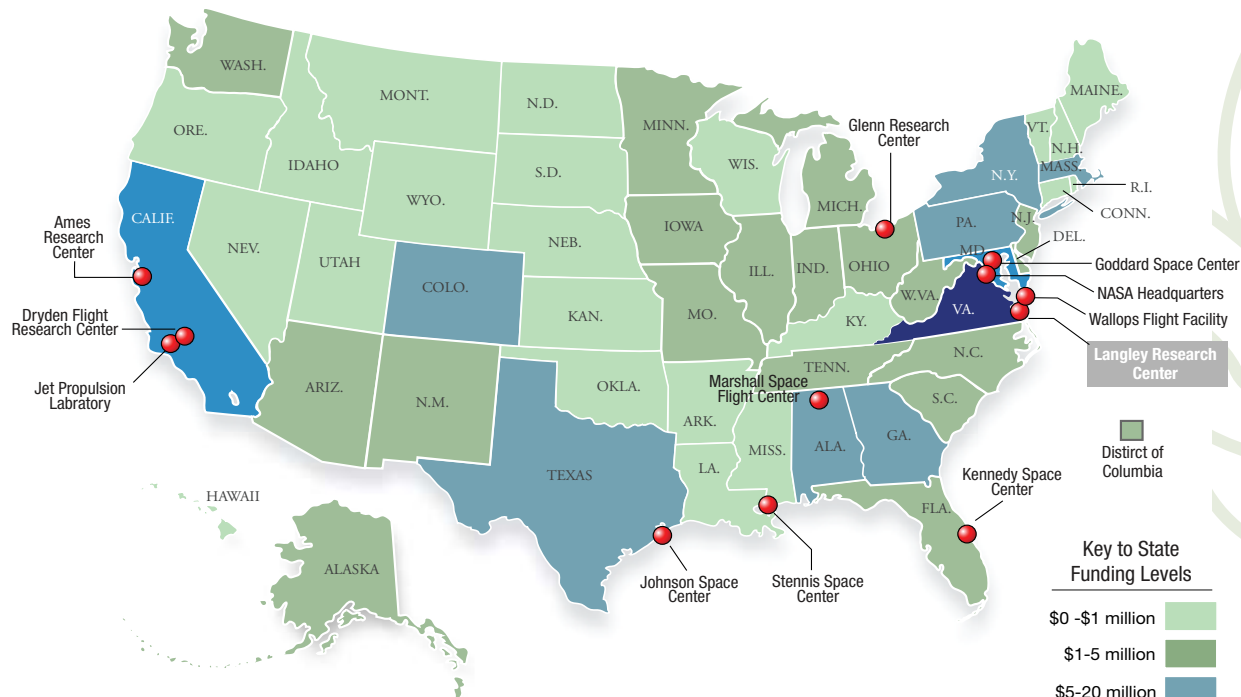 WASH.
MONT.
N.D.
MINN.
Glenn Research
Center
MAINE.
VT.
N.H.
MASS.
ORE.
IDAHO
WYO.
S.D.
WIS.
MICH.
N.Y.
R.I.
CONN.
CALIF.
NEV.
UTAH
COLO.
NEB.
IOWA
ILL.
IND.
OHIO
PA.
N.J.
DEL.
MD.
Ames
Research
Center
Goddard Space Center
NASA Headquarters
Wallops Flight Facility
Langley Research
Center
W.VA.
VA.
KAN.
MO.
KY.
Dryden Flight
Research Center
Jet Propulsion
Labratory
ARIZ.
N.M.
OKLA.
ARK.
TENN.
N.C.
S.C.
Marshall Space
Flight Center
TEXAS
LA.
MISS.
ALA.
GA.
FLA.
Distirct of
Columbia
Kennedy Space
Center
HAWAII
ALASKA
Johnson Space
Center
Stennis Space
Center
Key to State
Funding Levels
$0 -$1 million
$1-5 million
$5-20 million